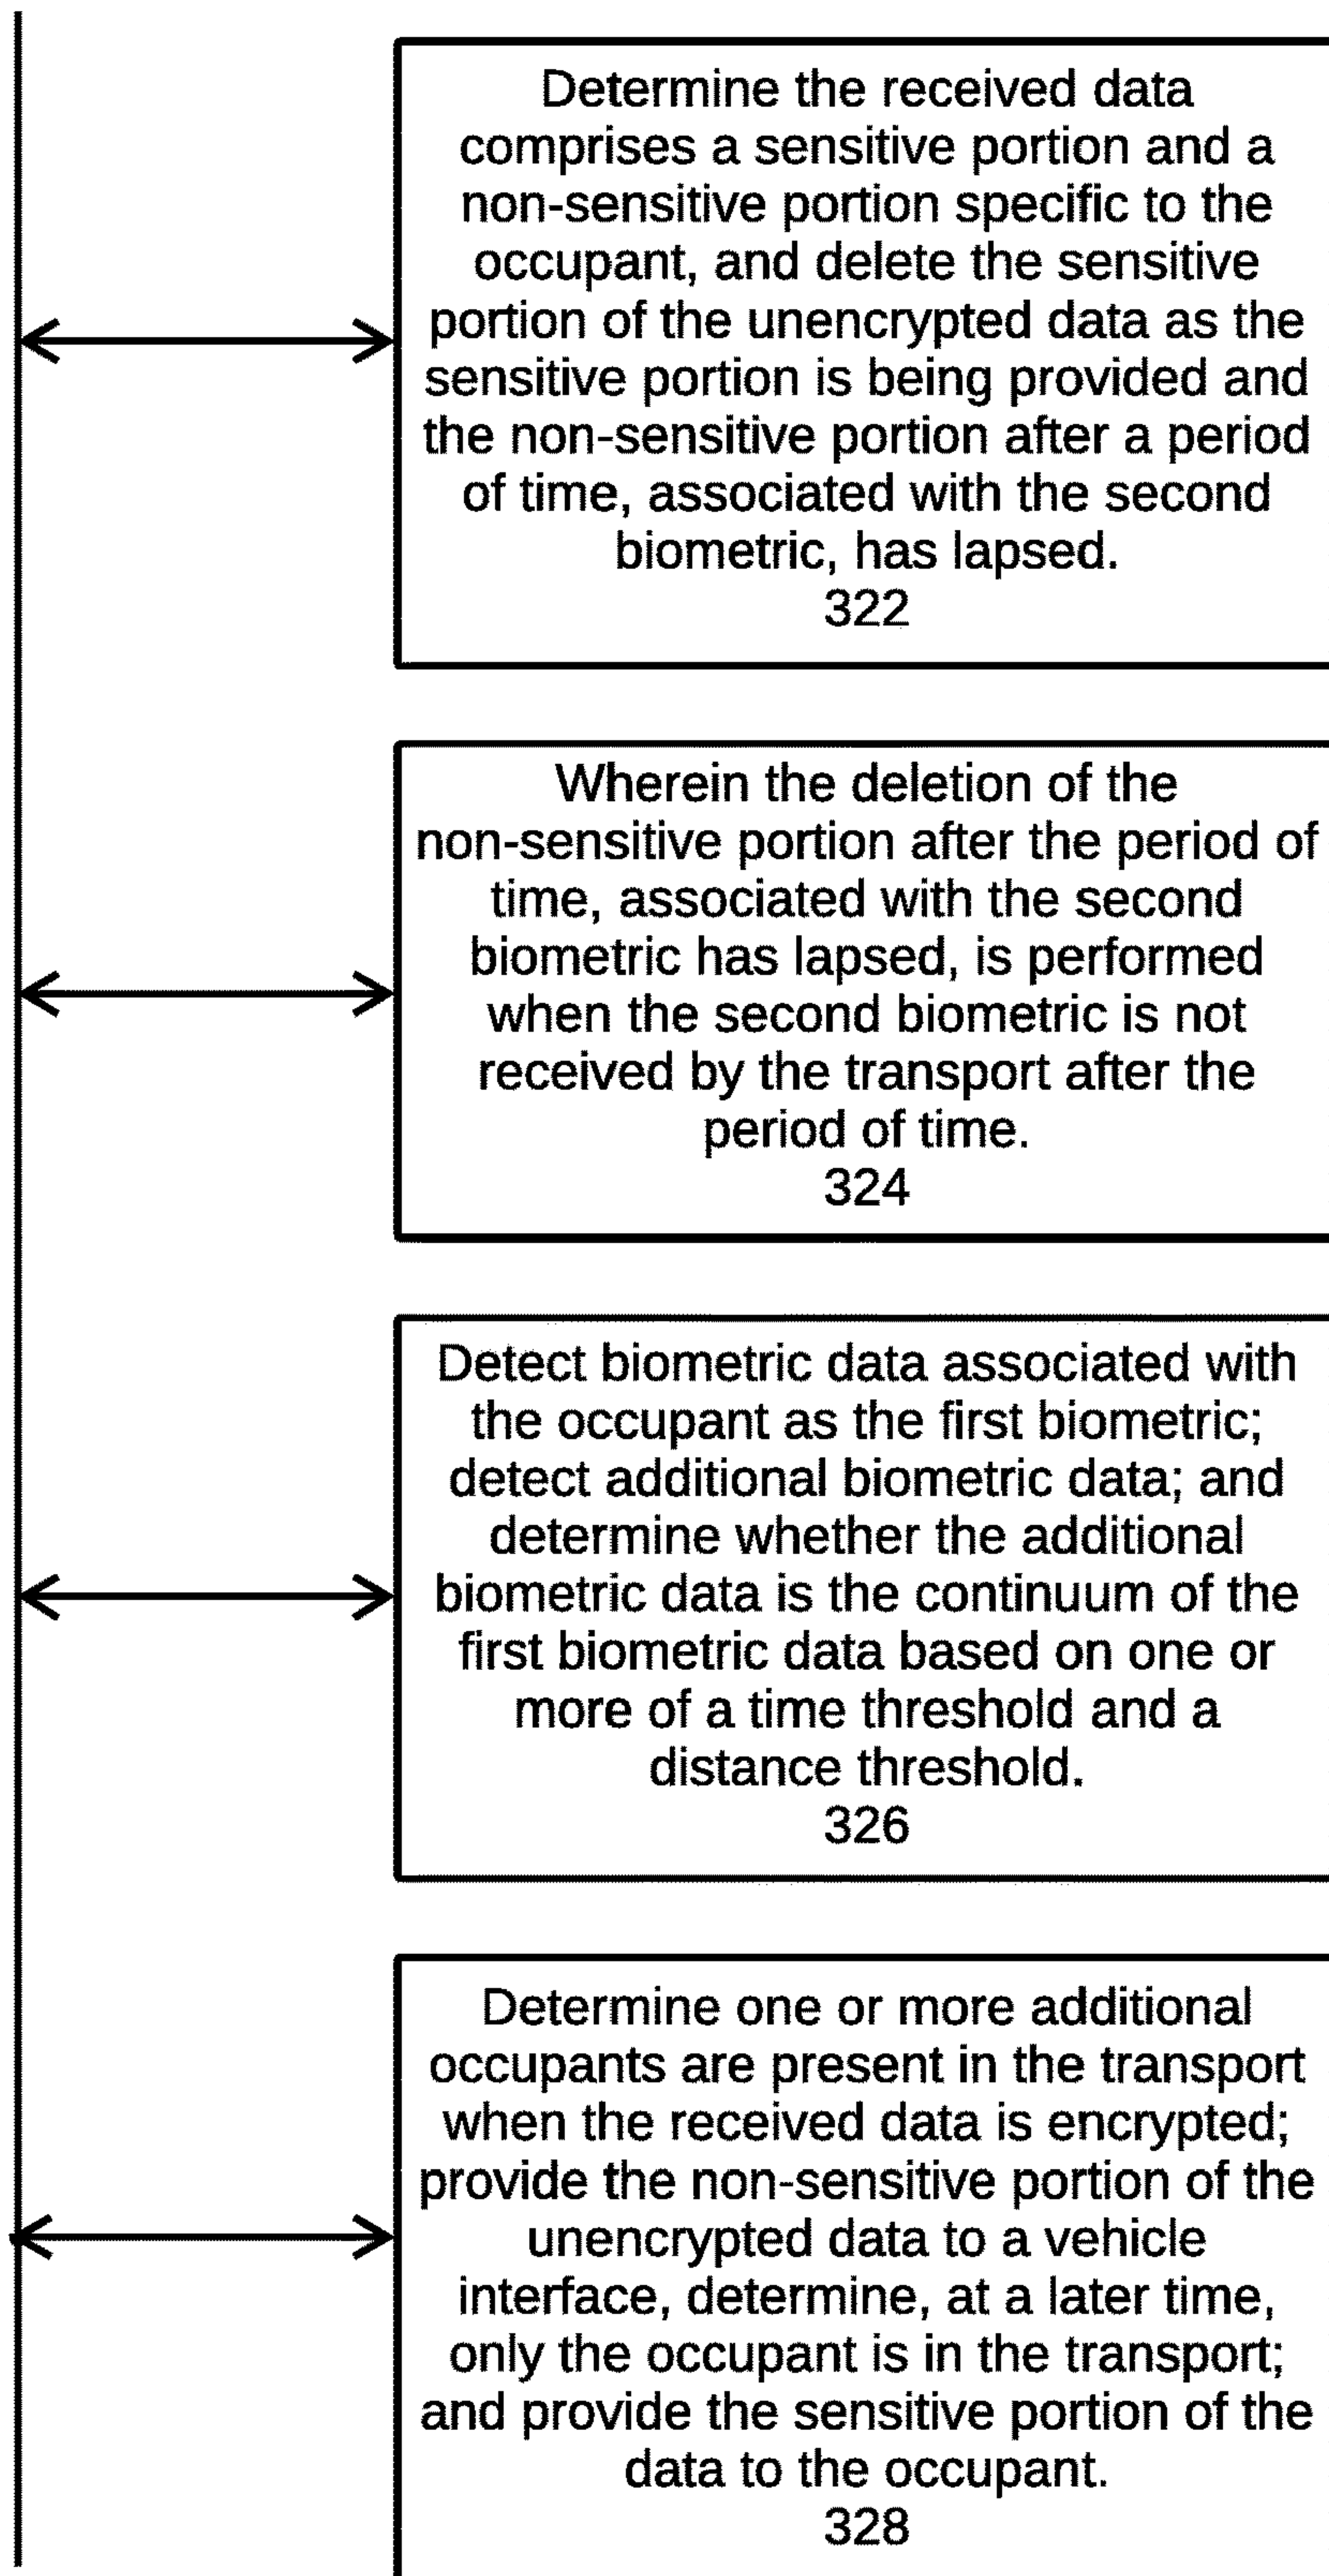 Determine the received data
comprises a sensitive portion and a
non-sensitive portion specific to the
occupant, and delete the sensitive
portion of the unencrypted data as the
sensitive portion is being provided and
the non-sensitive portion after a period
of time, associated with the second
biometric, has lapsed.
322
Wherein the deletion of the
non-sensitive portion after the period of
time, associated with the second
biometric has lapsed, is performed
when the second biometric is not
received by the transport after the
period of time.
324
Detect biometric data associated with
the occupant as the first biometric;
detect additional biometric data; and
determine whether the additional
biometric data is the continuum of the
first biometric data based on one or
more of a time threshold and a
distance threshold.
326
Determine one or more additional
occupants are present in the transport
when the received data is encrypted;
provide the non-sensitive portion of the
unencrypted data to a vehicle
interface, determine, at a later time,
only the occupant is in the transport;
and provide the sensitive portion of the
data to the occupant.
328